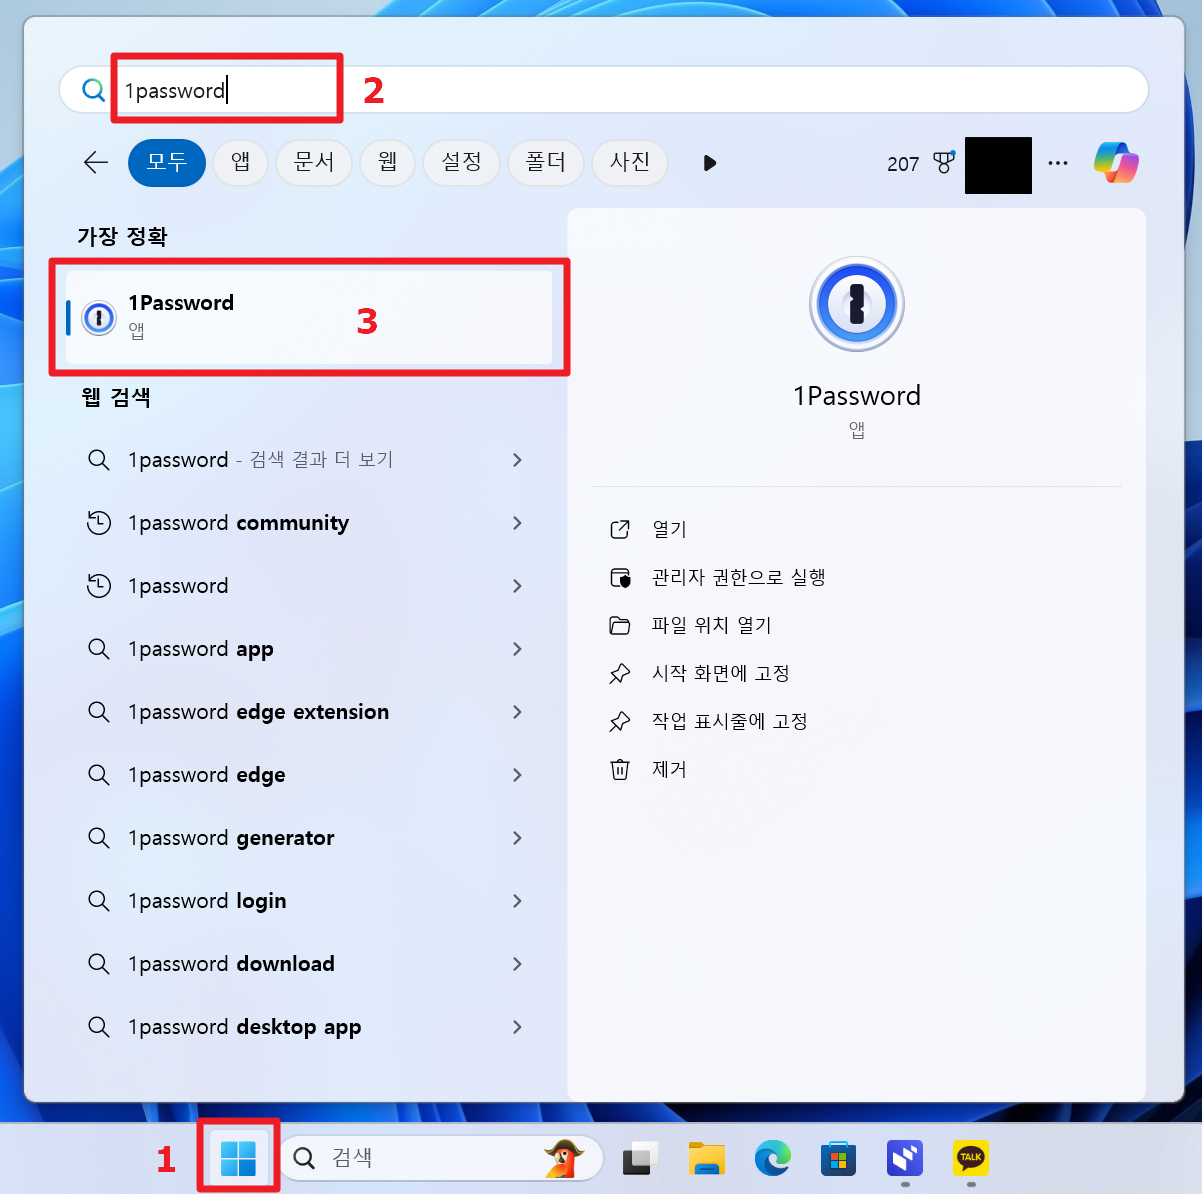 1password
2
모두 앱 문서 웹 설정 폴더 사진
207
가장 정확
1Password
앱
3
웹 검색
1password - 검색 결과 더 보기
1password community
1password
1password app
1password edge extension
1password edge
1password generator
1password login
1password download
1password desktop app
1Password
앱
열기
관리자 권한으로 실행
파일 위치 열기
시작 화면에 고정
작업 표시줄에 고정
제거
1
검색
TALK